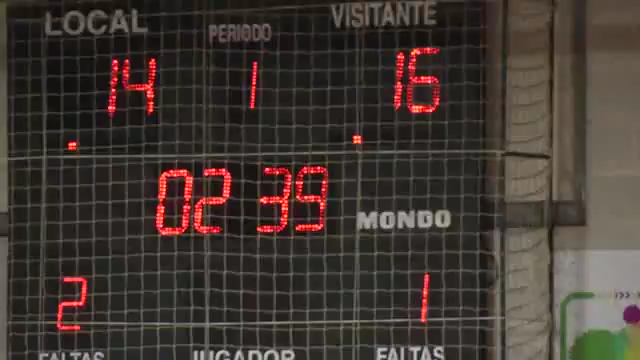 LOCAL PERIODO VISITANTE
14 1 16
02 39 MONDO
2 1
FALTAS JUGADOR FALTAS